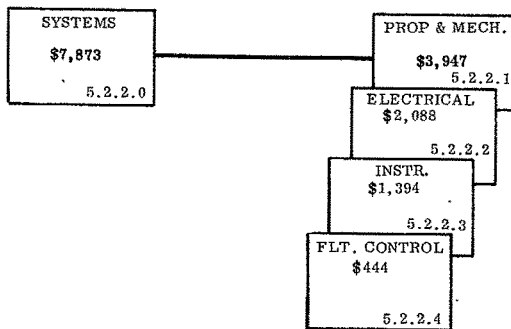 SYSTEMS
$7,873
5.2.2.0
PROP & MECH.
$3,947
5.2.2.1
ELECTRICAL
$2,088
5.2.2.2
INSTR.
$1,394
5.2.2.3
FLT. CONTROL
$444
5.2.2.4